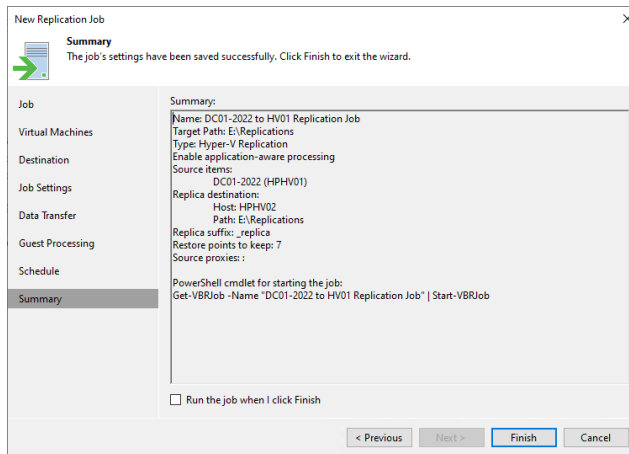 New Replication Job
Summary
The job's settings have been saved successfully. Click Finish to exit the wizard.
Job
Virtual Machines
Destination
Job Settings
Data Transfer
Guest Processing
Schedule
Summary
Summary:
Name: DC01-2022 to HV01 Replication Job
Target Path: E:\Replications
Type: Hyper-V Replication
Enable application-aware processing
Source items:
DC01-2022 (HPHV01)
Replica destination:
Host: HPHV02
Path: E:\Replications
Replica suffix: _replica
Restore points to keep: 7
Source proxies: :
PowerShell cmdlet for starting the job:
Get-VBRJob -Name "DC01-2022 to HV01 Replication Job" | Start-VBRJob
Run the job when I click Finish
< Previous
Next >
Finish
Cancel